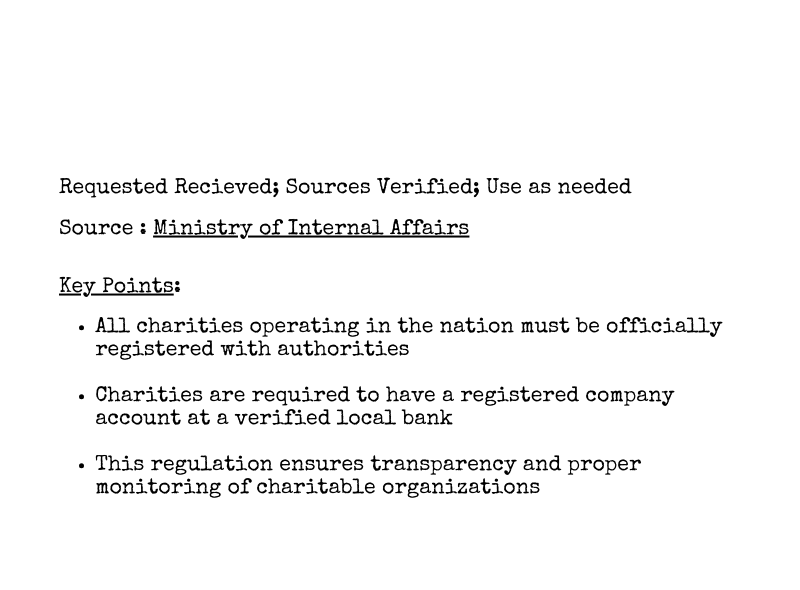 Requested Recieved; Sources Verified; Use as needed
Source : Ministry of Internal Affairs
Key Points:
• All charities operating in the nation must be officially
registered with authorities
• Charities are required to have a registered company
account at a verified local bank
• This regulation ensures transparency and proper
monitoring of charitable organizations